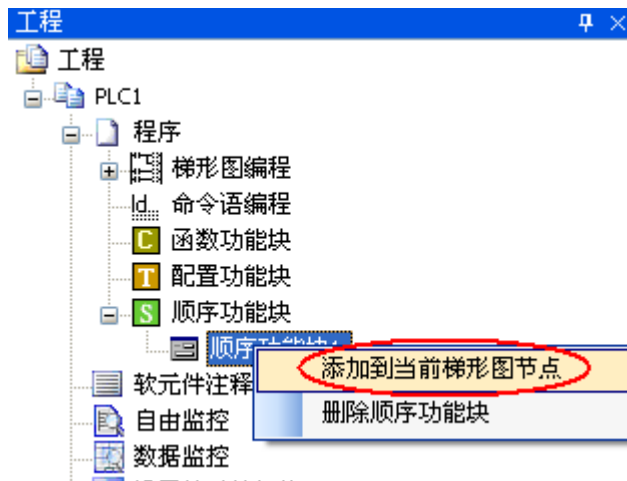 工程
工程
PLC1
程序
梯形图编程
ld... 命令语编程
C 函数功能块
T 配置功能块
S 顺序功能块
顺序功能块1
添加到当前梯形图节点
软元件注释
删除顺序功能块
自由监控
数据监控